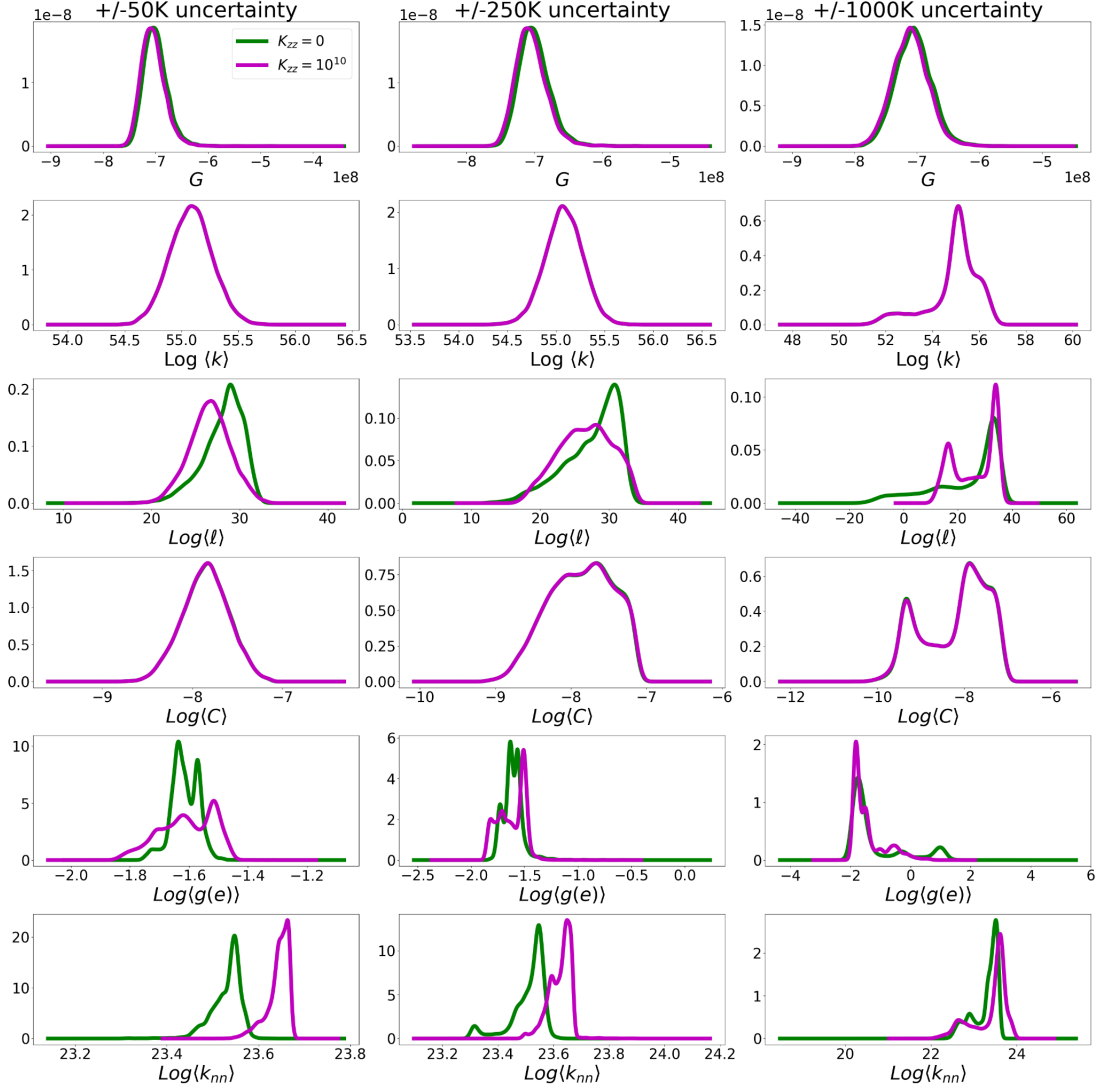 +/-50K uncertainty +/-250K uncertainty +/-1000K uncertainty
1e−8 1e−8 1e−8
K_{zz} = 0
K_{zz} = 10^{10}
1 0
1 0
1.5 1.0 0.5 0.0
−9 −8 −7 −6 −5 −4
−8 −7 −6 −5
−9 −8 −7 −6 −5
1e8 1e8 1e8
G G G
2 1 0
2 1 0
0.6 0.4 0.2 0.0
54.0 54.5 55.0 55.5 56.0 56.5
53.5 54.0 54.5 55.0 55.5 56.0 56.5
48 50 52 54 56 58 60
Log ⟨k⟩ Log ⟨k⟩ Log ⟨k⟩
0.2 0.1 0.0
0.10 0.05 0.00
0.10 0.05 0.00
10 20 30 40
0 10 20 30 40
−40 −20 0 20 40 60
Log⟨ℓ⟩ Log⟨ℓ⟩ Log⟨ℓ⟩
1.5 1.0 0.5 0.0
0.75 0.50 0.25 0.00
0.6 0.4 0.2 0.0
−9 −8 −7
−10 −9 −8 −7 −6
−12 −10 −8 −6
Log⟨C⟩ Log⟨C⟩ Log⟨C⟩
10 5 0
6 4 2 0
2 1 0
−2.0 −1.8 −1.6 −1.4 −1.2
−2.5 −2.0 −1.5 −1.0 −0.5 0.0
−4 −2 0 2 4 6
Log⟨g(e)⟩ Log⟨g(e)⟩ Log⟨g(e)⟩
20 10 0
10 5 0
2 1 0
23.2 23.4 23.6 23.8
23.2 23.4 23.6 23.8 24.0 24.2
20 22 24
Log⟨k_{nn}⟩ Log⟨k_{nn}⟩ Log⟨k_{nn}⟩